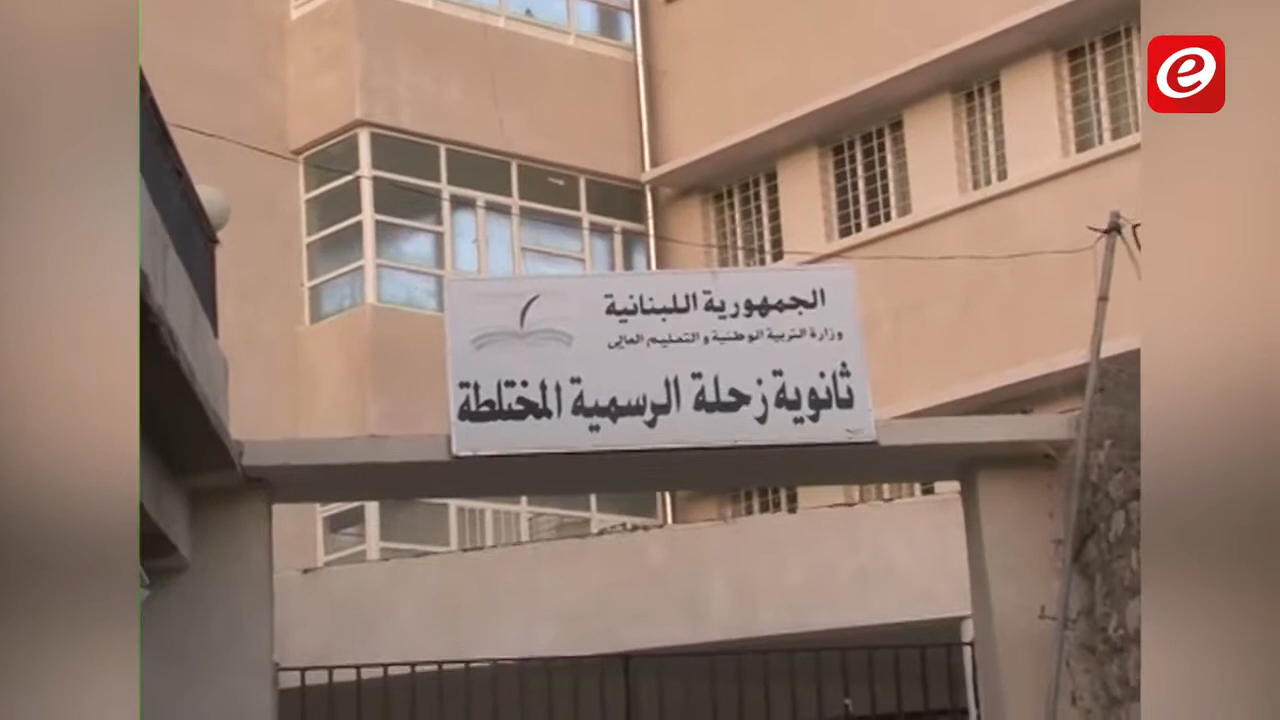 الجمهورية اللبنانية
وزارة التربية الوطنية و التعليم العالي
ثانوية زحلة الرسمية المختلطة
e